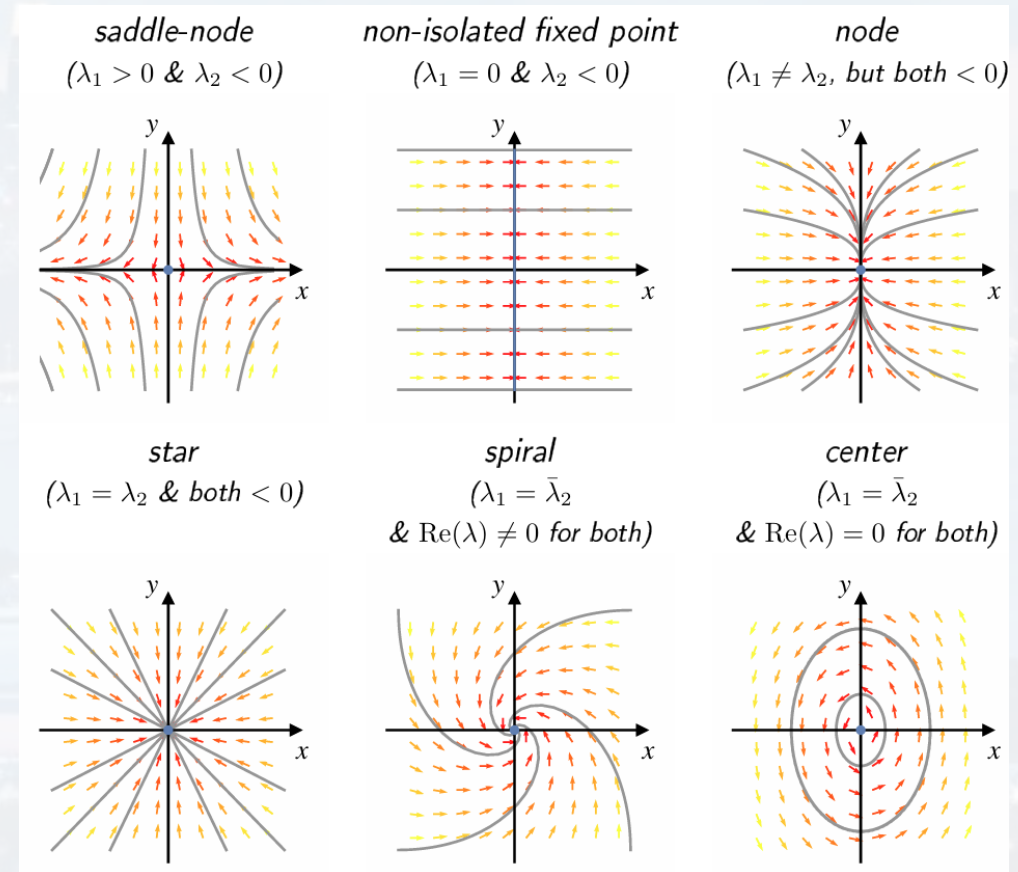 saddle-node
(λ₁ > 0 & λ₂ < 0)
non-isolated fixed point
(λ₁ = 0 & λ₂ < 0)
node
(λ₁ ≠ λ₂, but both < 0)
y
x
y
x
y
x
star
(λ₁ = λ₂ & both < 0)
spiral
(λ₁ = λ̄₂
& Re(λ) ≠ 0 for both)
center
(λ₁ = λ̄₂
& Re(λ) = 0 for both)
y
x
y
x
y
x